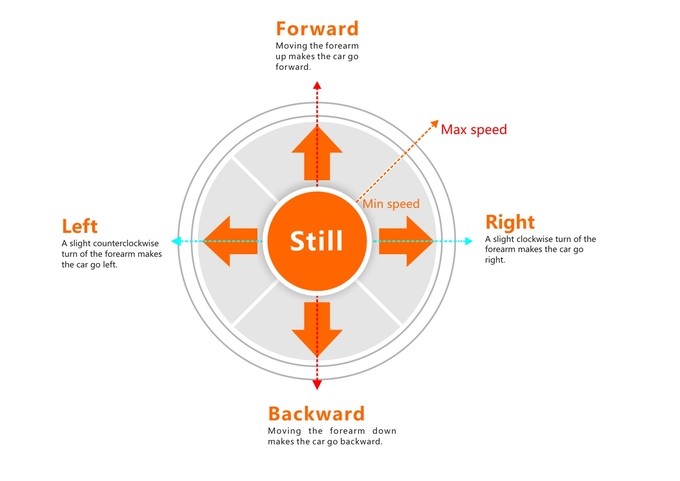 Forward
Moving the forearm
up makes the car go
forward.
Max speed
Min speed
Left
A slight counterclockwise
turn of the forearm makes
the car go left.
Still
Right
A slight clockwise turn of the
forearm makes the car go
right.
Backward
Moving the forearm down
makes the car go backward.